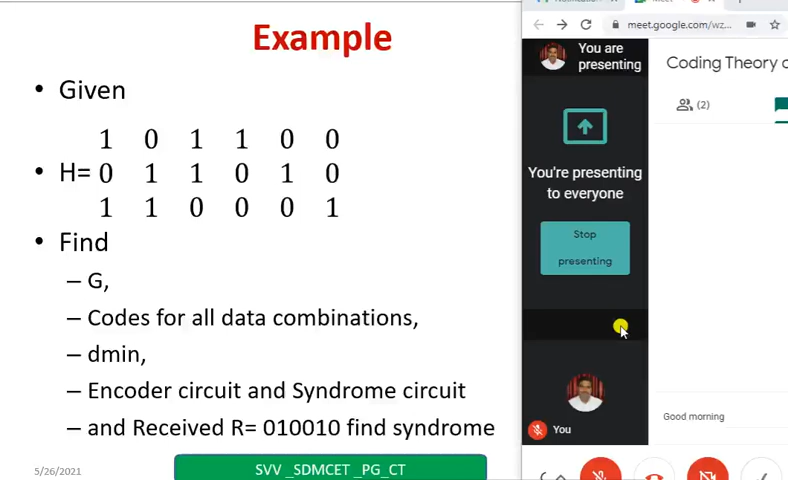 Example
• Given
1 0 1 1 0 0
• H= 0 1 1 0 1 0
1 1 0 0 0 1
• Find
– G,
– Codes for all data combinations,
– dmin,
– Encoder circuit and Syndrome circuit
– and Received R= 010010 find syndrome
5/26/2021
SVV _SDMCET _PG_CT
meet.google.com/wz...
You are
presenting
Coding Theory
(2)
You're presenting
to everyone
Stop
presenting
You
Good morning